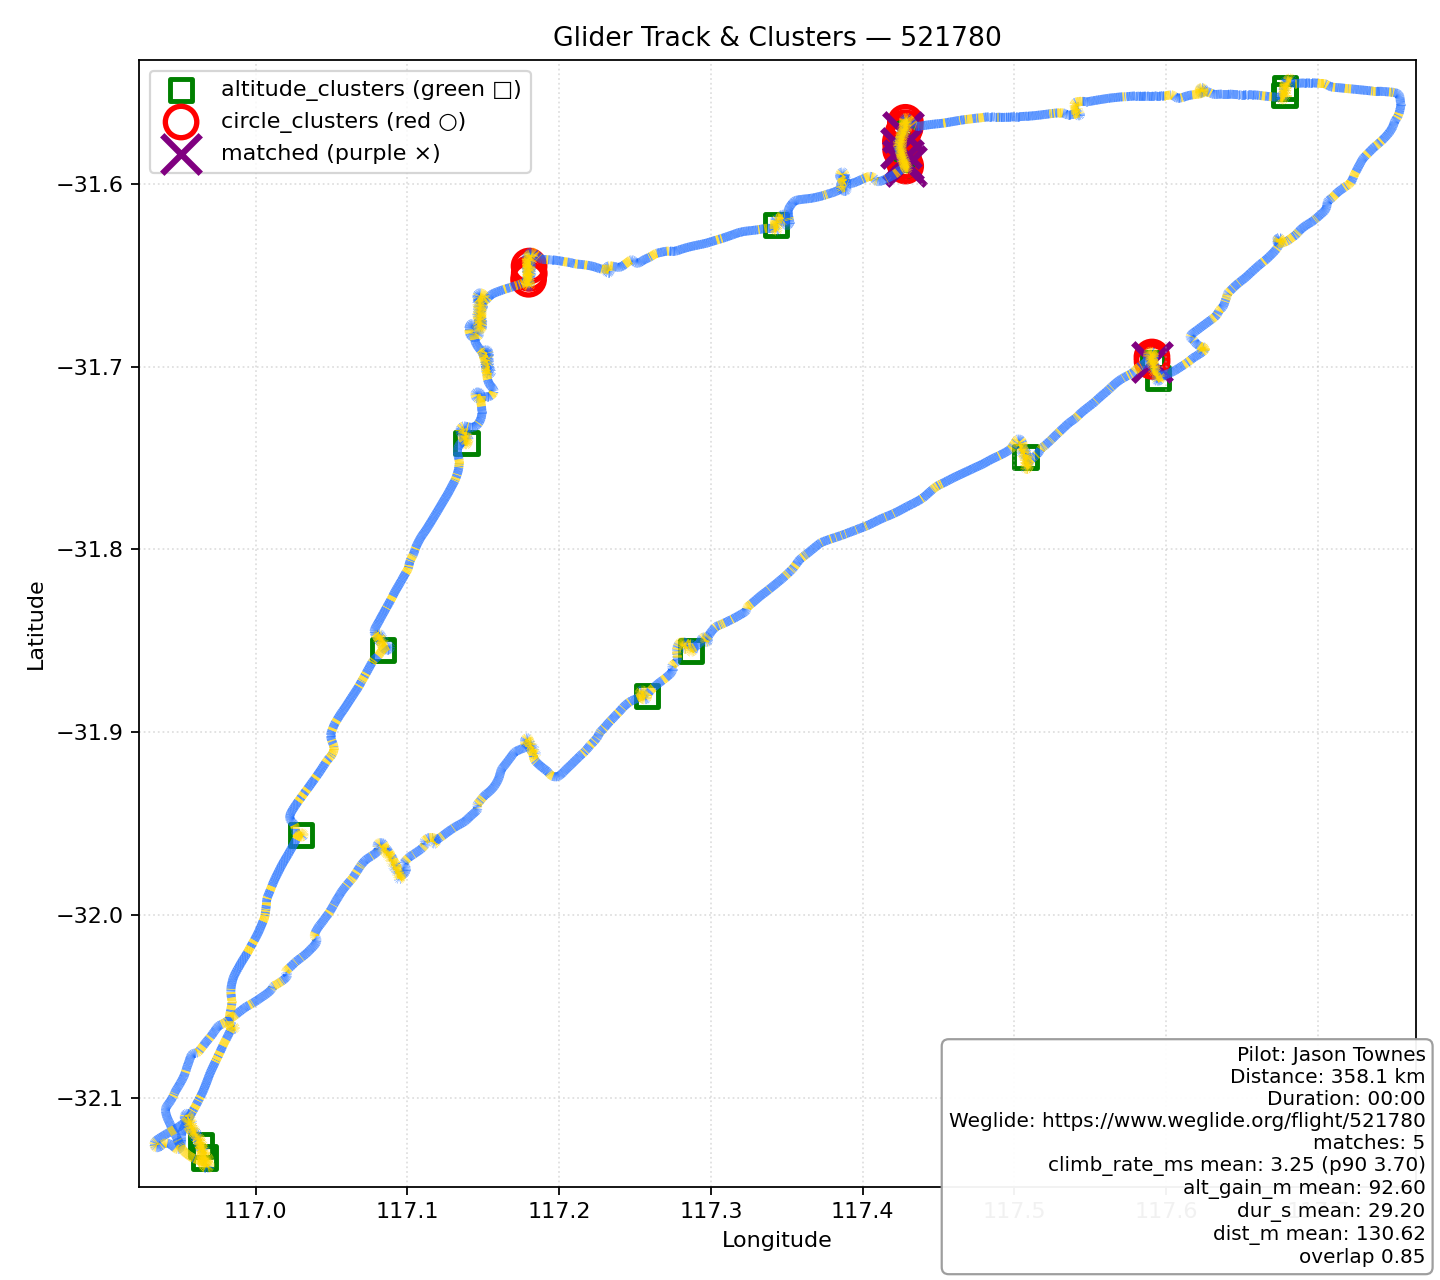 Glider Track & Clusters — 521780
altitude_clusters (green □)
circle_clusters (red ○)
matched (purple ×)
Latitude
−31.6
−31.7
−31.8
−31.9
−32.0
−32.1
117.0
117.1
117.2
117.3
117.4
117.5
117.6
Longitude
Pilot: Jason Townes
Distance: 358.1 km
Duration: 00:00
Weglide: https://www.weglide.org/flight/521780
matches: 5
climb_rate_ms mean: 3.25 (p90 3.70)
alt_gain_m mean: 92.60
dur_s mean: 29.20
dist_m mean: 130.62
overlap 0.85